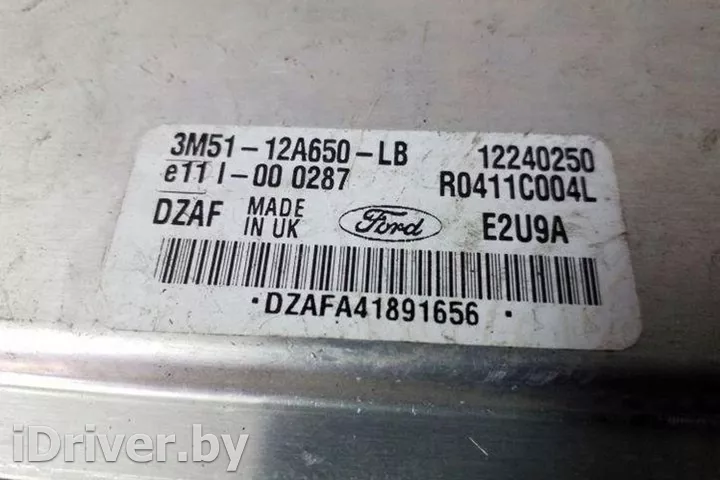 3M51-12A650-LB 12240250
e11 I-00 0287 R0411C004L
DZAF MADE IN UK Ford E2U9A
·DZAFA41891656·
iDriver.by